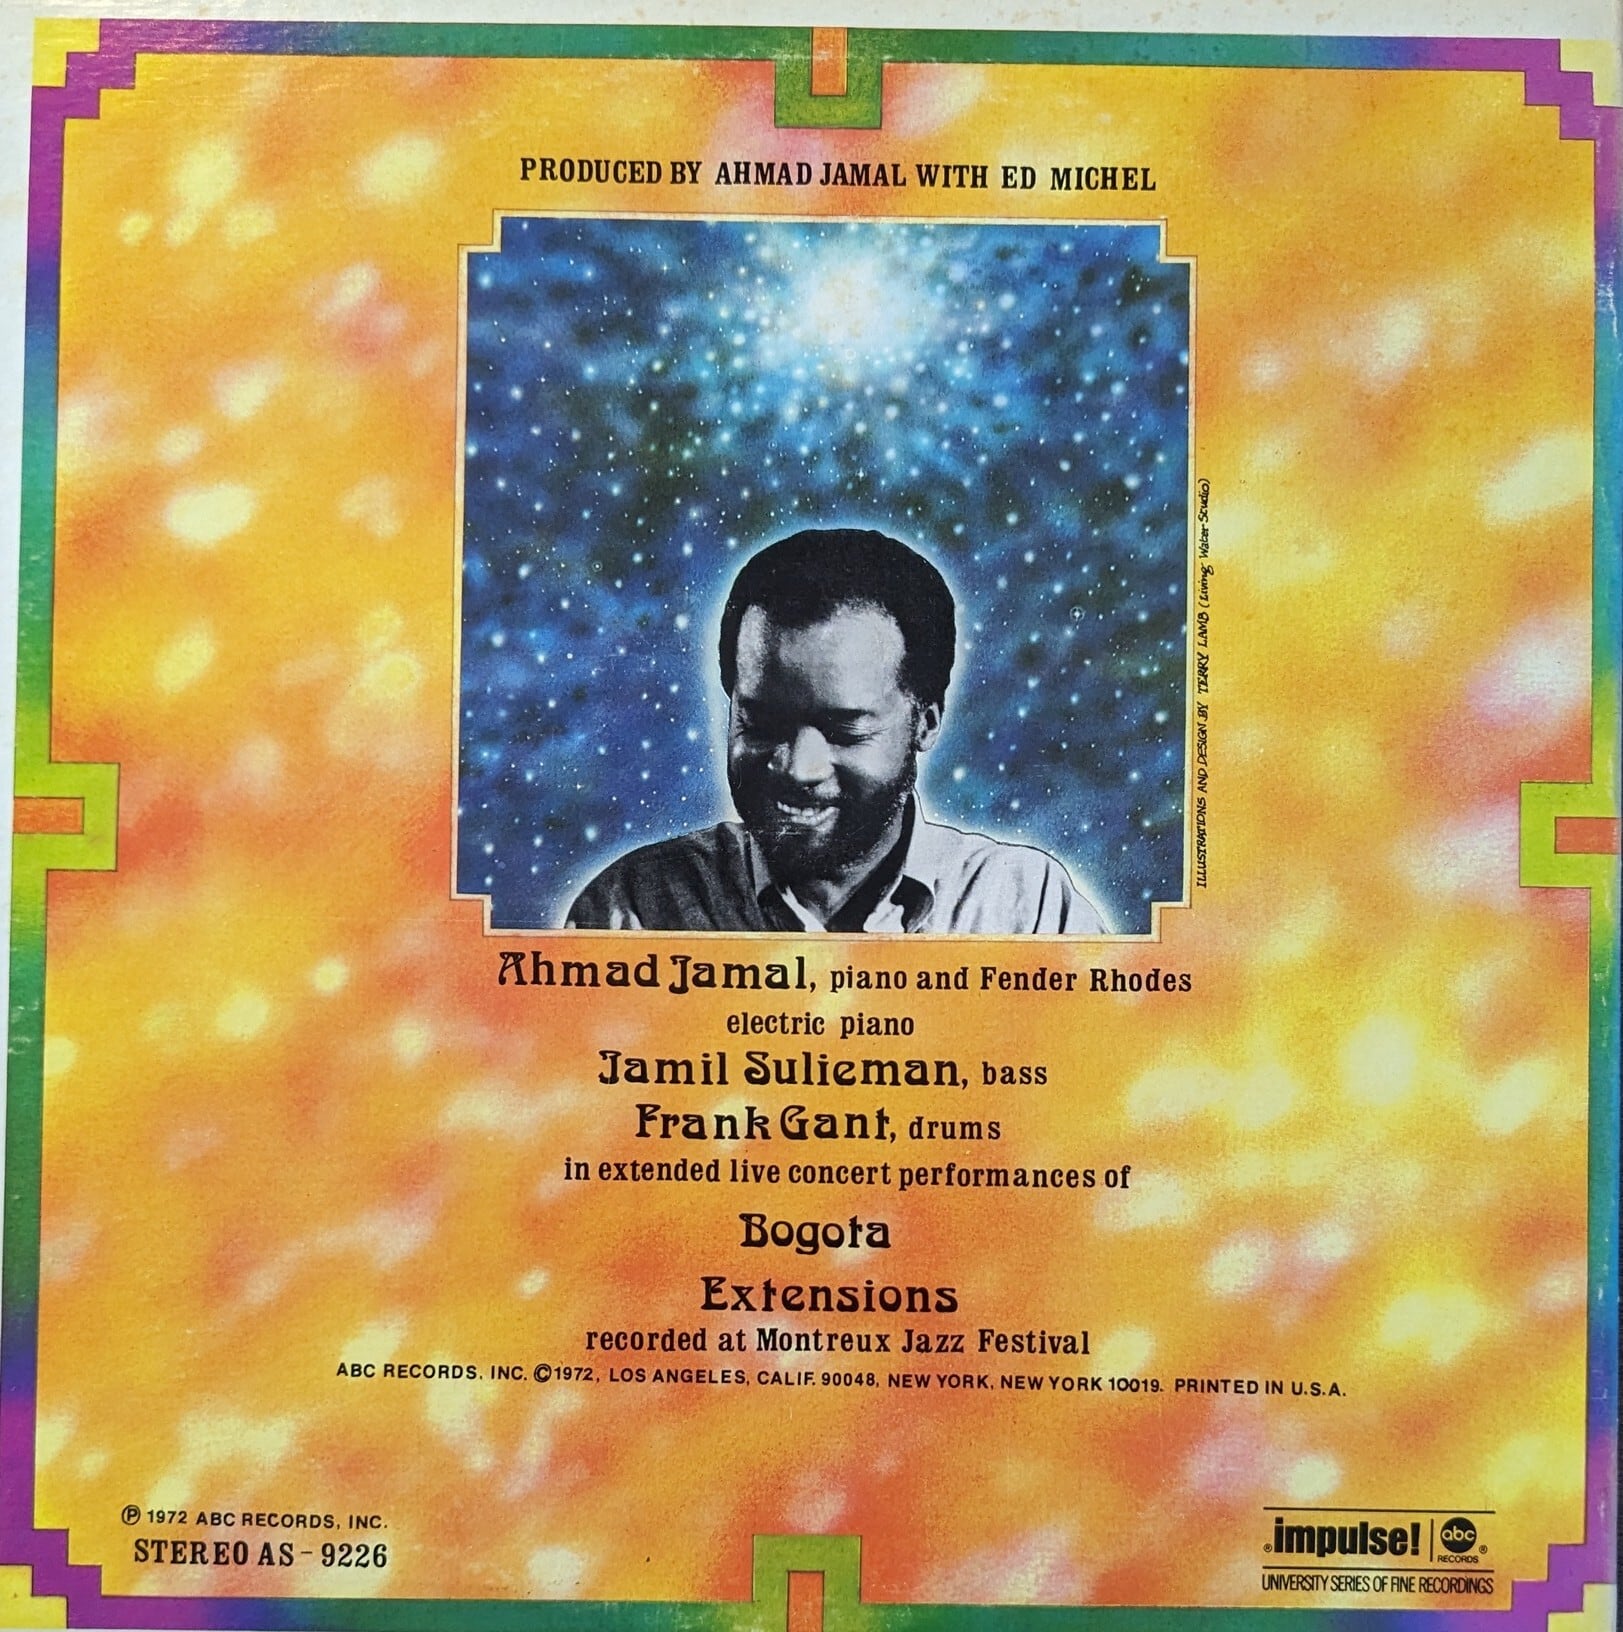 PRODUCED BY AHMAD JAMAL WITH ED MICHEL
ILLUSTRATIONS AND DESIGN BY TERRY LAMB (Living Water Studio)
Ahmad Jamal, piano and Fender Rhodes
electric piano
Jamil Sulieman, bass
Frank Gant, drums
in extended live concert performances of
Bogota
Extensions
recorded at Montreux Jazz Festival
ABC RECORDS, INC. ©1972, LOS ANGELES, CALIF. 90048, NEW YORK, NEW YORK 10019. PRINTED IN U.S.A.
℗ 1972 ABC RECORDS, INC.
STEREO AS-9226
®impulse! abc®
RECORDS
UNIVERSITY SERIES OF FINE RECORDINGS